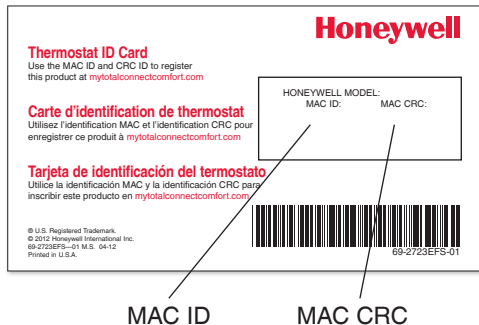 Honeywell
Thermostat ID Card
Use the MAC ID and CRC ID to register
this product at mytotalconnectcomfort.com
HONEYWELL MODEL:
MAC ID: MAC CRC:
Carte d'identification de thermostat
Utilisez l'identification MAC et l'identification CRC pour
enregistrer ce produit à mytotalconnectcomfort.com
Tarjeta de identificación del termostato
Utilice la identificación MAC y la identificación CRC para
inscribir este producto en mytotalconnectcomfort.com
® U.S. Registered Trademark.
© 2012 Honeywell International Inc.
69-2723EFS—01 M.S. 04-12
Printed in U.S.A.
69-2723EFS-01
MAC ID MAC CRC